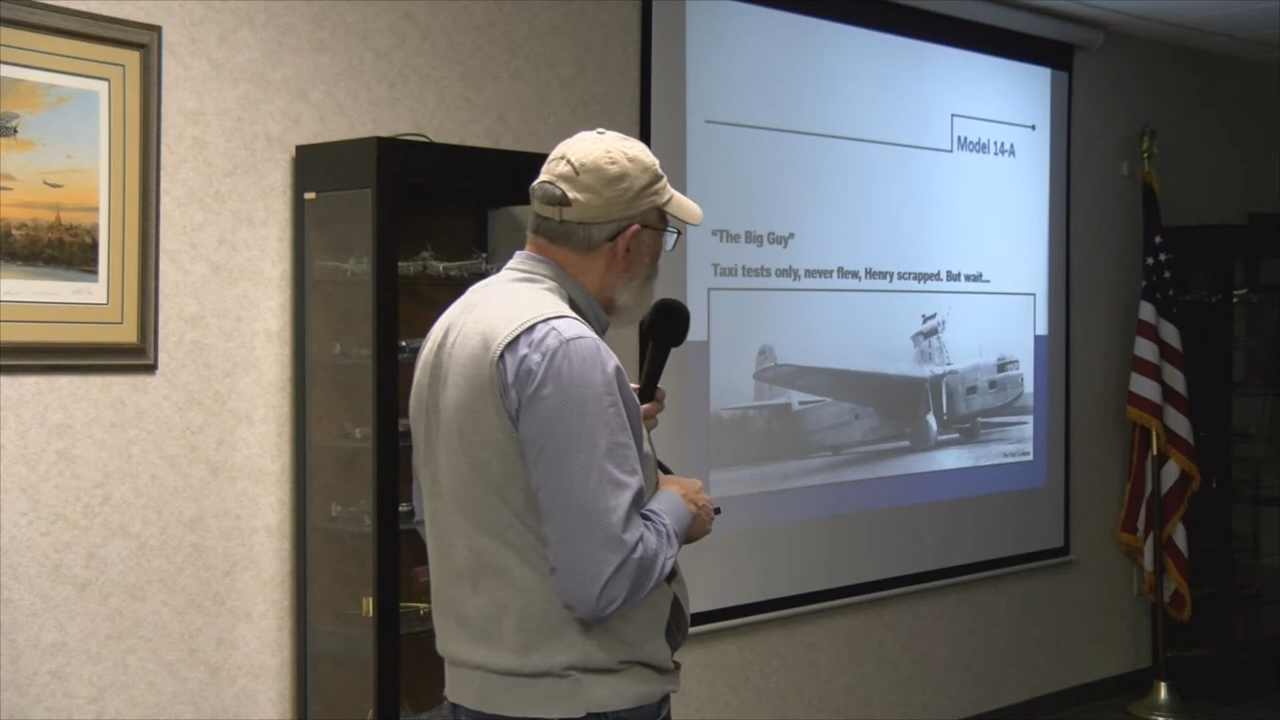 Model 14-A
"The Big Guy"
Taxi tests only, never flew, Henry scrapped. But wait...